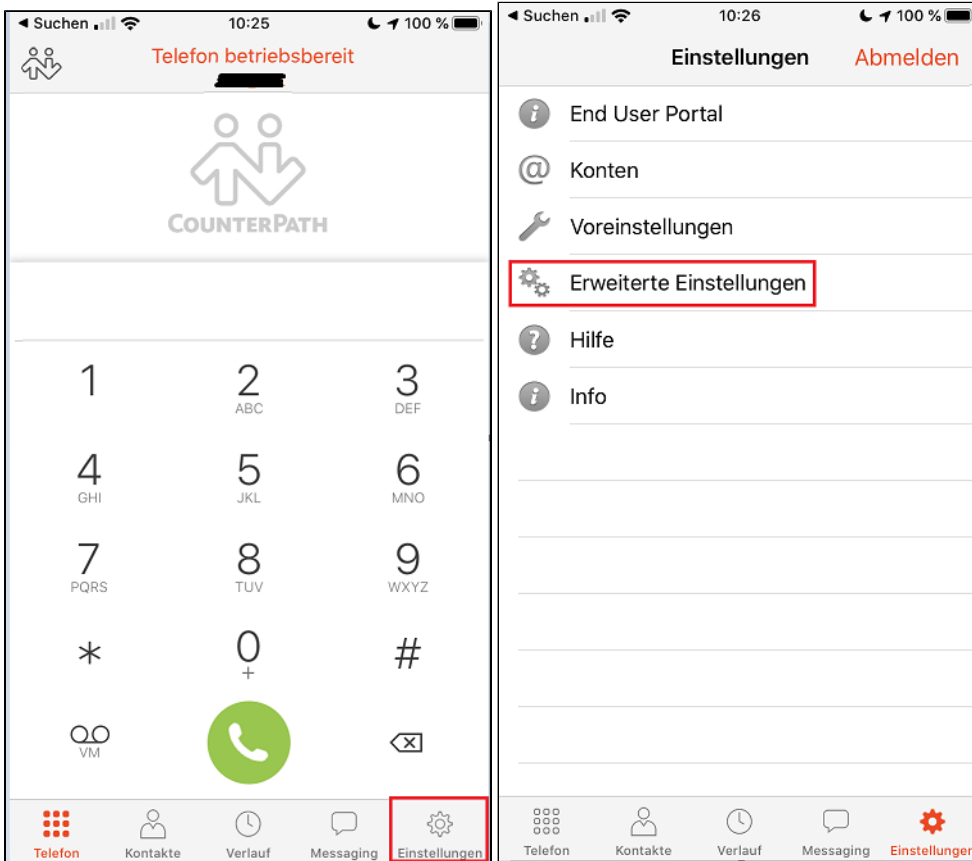 Suchen 10:25 100 %
Telefon betriebsbereit
COUNTERPATH
1 2 3
ABC DEF
4 5 6
GHI JKL MNO
7 8 9
PQRS TUV WXYZ
* 0 #
+
VM
Telefon Kontakte Verlauf Messaging Einstellungen
Suchen 10:26 100 %
Einstellungen Abmelden
End User Portal
Konten
Voreinstellungen
Erweiterte Einstellungen
Hilfe
Info
Telefon Kontakte Verlauf Messaging Einstellungen